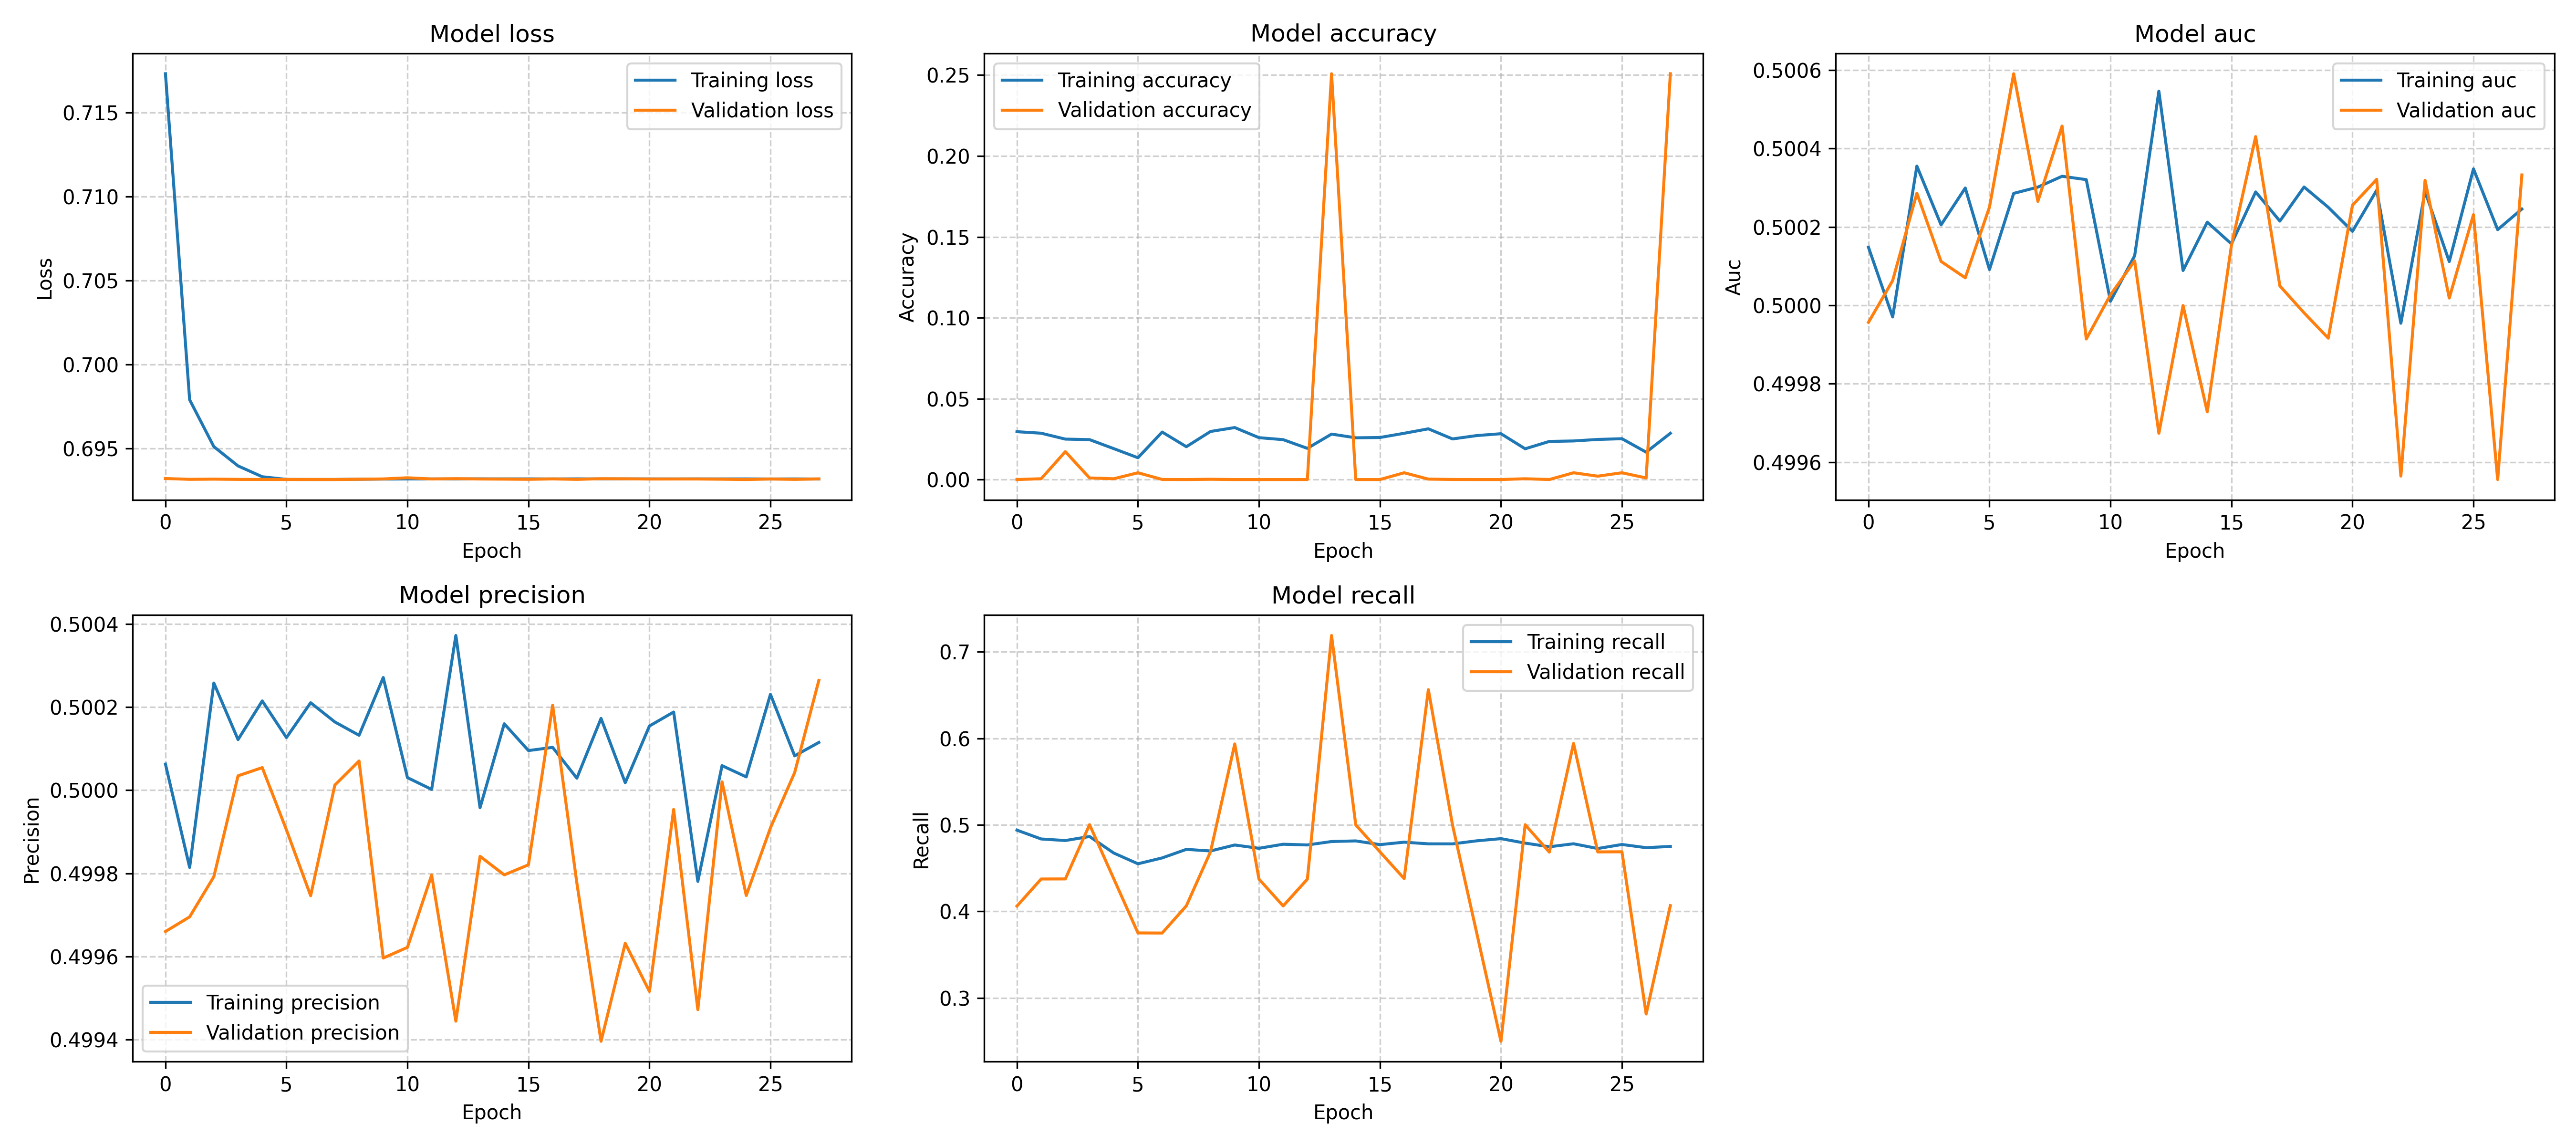 Model loss
Training loss
Validation loss
0.715
0.710
0.705
0.700
0.695
Loss
0 5 10 15 20 25
Epoch
Model accuracy
Training accuracy
Validation accuracy
0.25
0.20
0.15
0.10
0.05
0.00
Accuracy
0 5 10 15 20 25
Epoch
Model auc
Training auc
Validation auc
0.5006
0.5004
0.5002
0.5000
0.4998
0.4996
Auc
0 5 10 15 20 25
Epoch
Model precision
0.5004
0.5002
0.5000
0.4998
0.4996
0.4994
Precision
Training precision
Validation precision
0 5 10 15 20 25
Epoch
Model recall
Training recall
Validation recall
0.7
0.6
0.5
0.4
0.3
Recall
0 5 10 15 20 25
Epoch